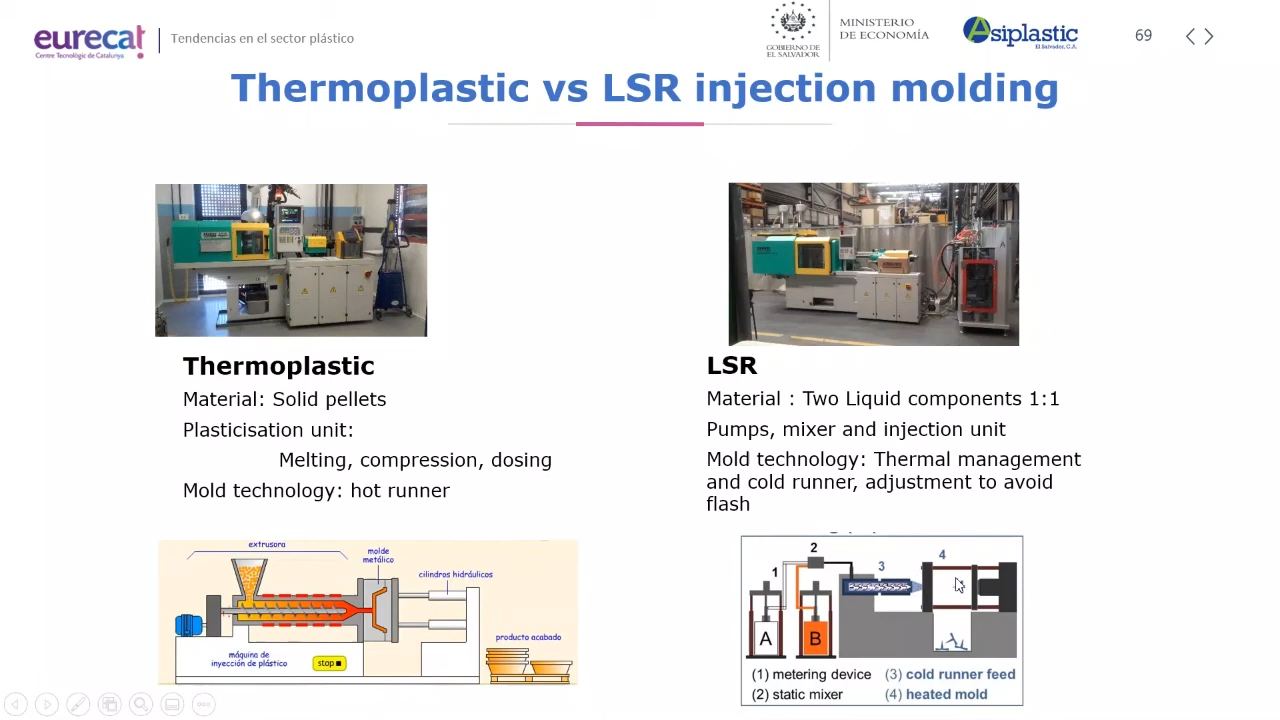 eurecat
Centre Tecnològic de Catalunya
Tendencias en el sector plástico
GOBIERNO DE
EL SALVADOR
MINISTERIO
DE ECONOMÍA
Asiplastic
El Salvador, C.A.
69
Thermoplastic vs LSR injection molding
Thermoplastic
Material: Solid pellets
Plasticisation unit:
Melting, compression, dosing
Mold technology: hot runner
LSR
Material : Two Liquid components 1:1
Pumps, mixer and injection unit
Mold technology: Thermal management
and cold runner, adjustment to avoid
flash
extrusora
molde
metálico
cilindros hidráulicos
producto acabado
máquina de
inyección de plástico
stop
1
2
3
4
A
B
(1) metering device
(3) cold runner feed
(2) static mixer
(4) heated mold